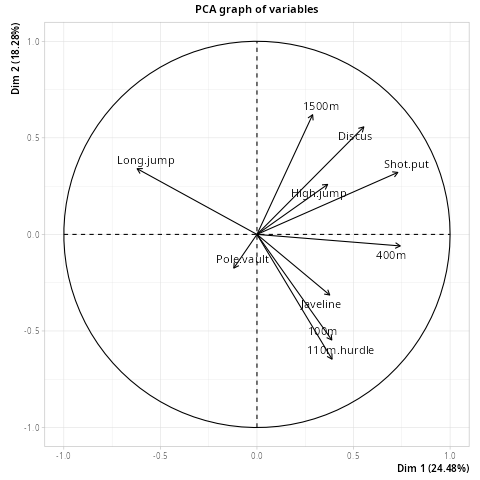 PCA graph of variables
Dim 2 (18.28%)
1.0
0.5
0.0
-0.5
-1.0
1500m
Discus
Long.jump
Shot.put
High.jump
Pole.vault
400m
Javeline
100m
110m.hurdle
-1.0
-0.5
0.0
0.5
1.0
Dim 1 (24.48%)